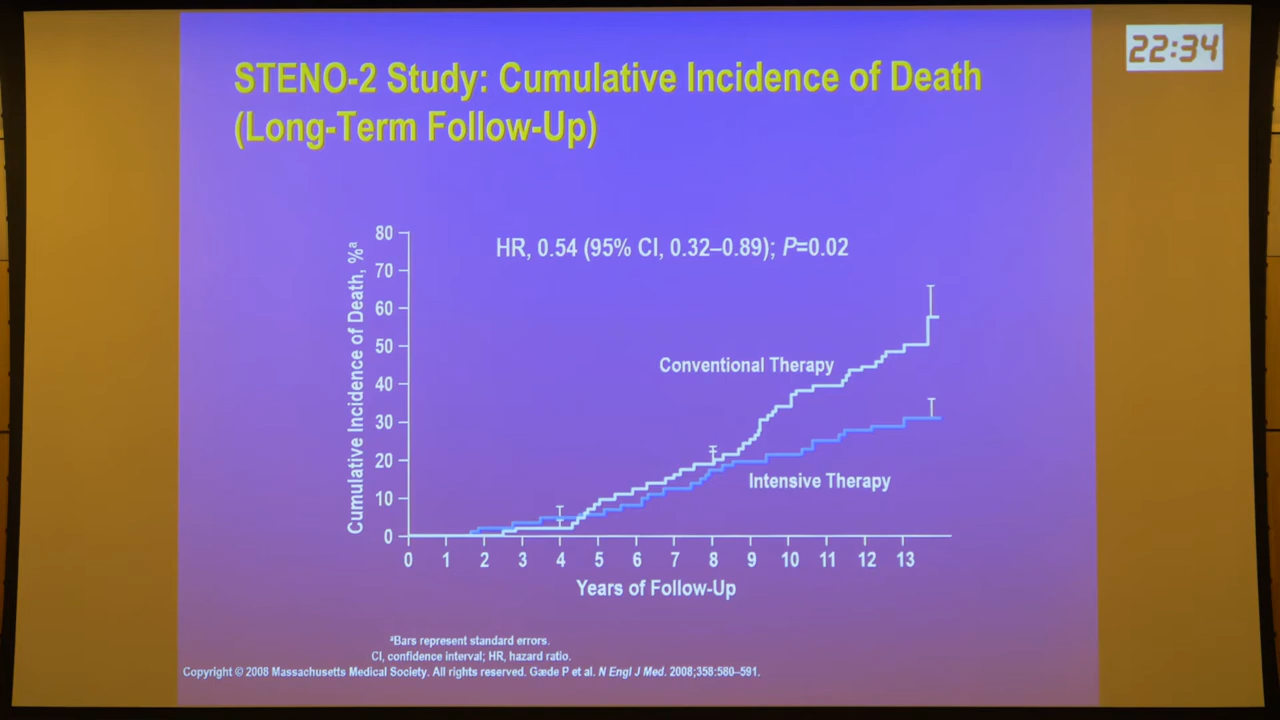 22:34
STENO-2 Study: Cumulative Incidence of Death
(Long-Term Follow-Up)
HR, 0.54 (95% CI, 0.32–0.89); P=0.02
Cumulative Incidence of Death, %ᵃ
80
70
60
50
40
30
20
10
0
Conventional Therapy
Intensive Therapy
0 1 2 3 4 5 6 7 8 9 10 11 12 13
Years of Follow-Up
ᵃBars represent standard errors.
CI, confidence interval; HR, hazard ratio.
Copyright © 2008 Massachusetts Medical Society. All rights reserved. Gæde P et al. N Engl J Med. 2008;358:580–591.